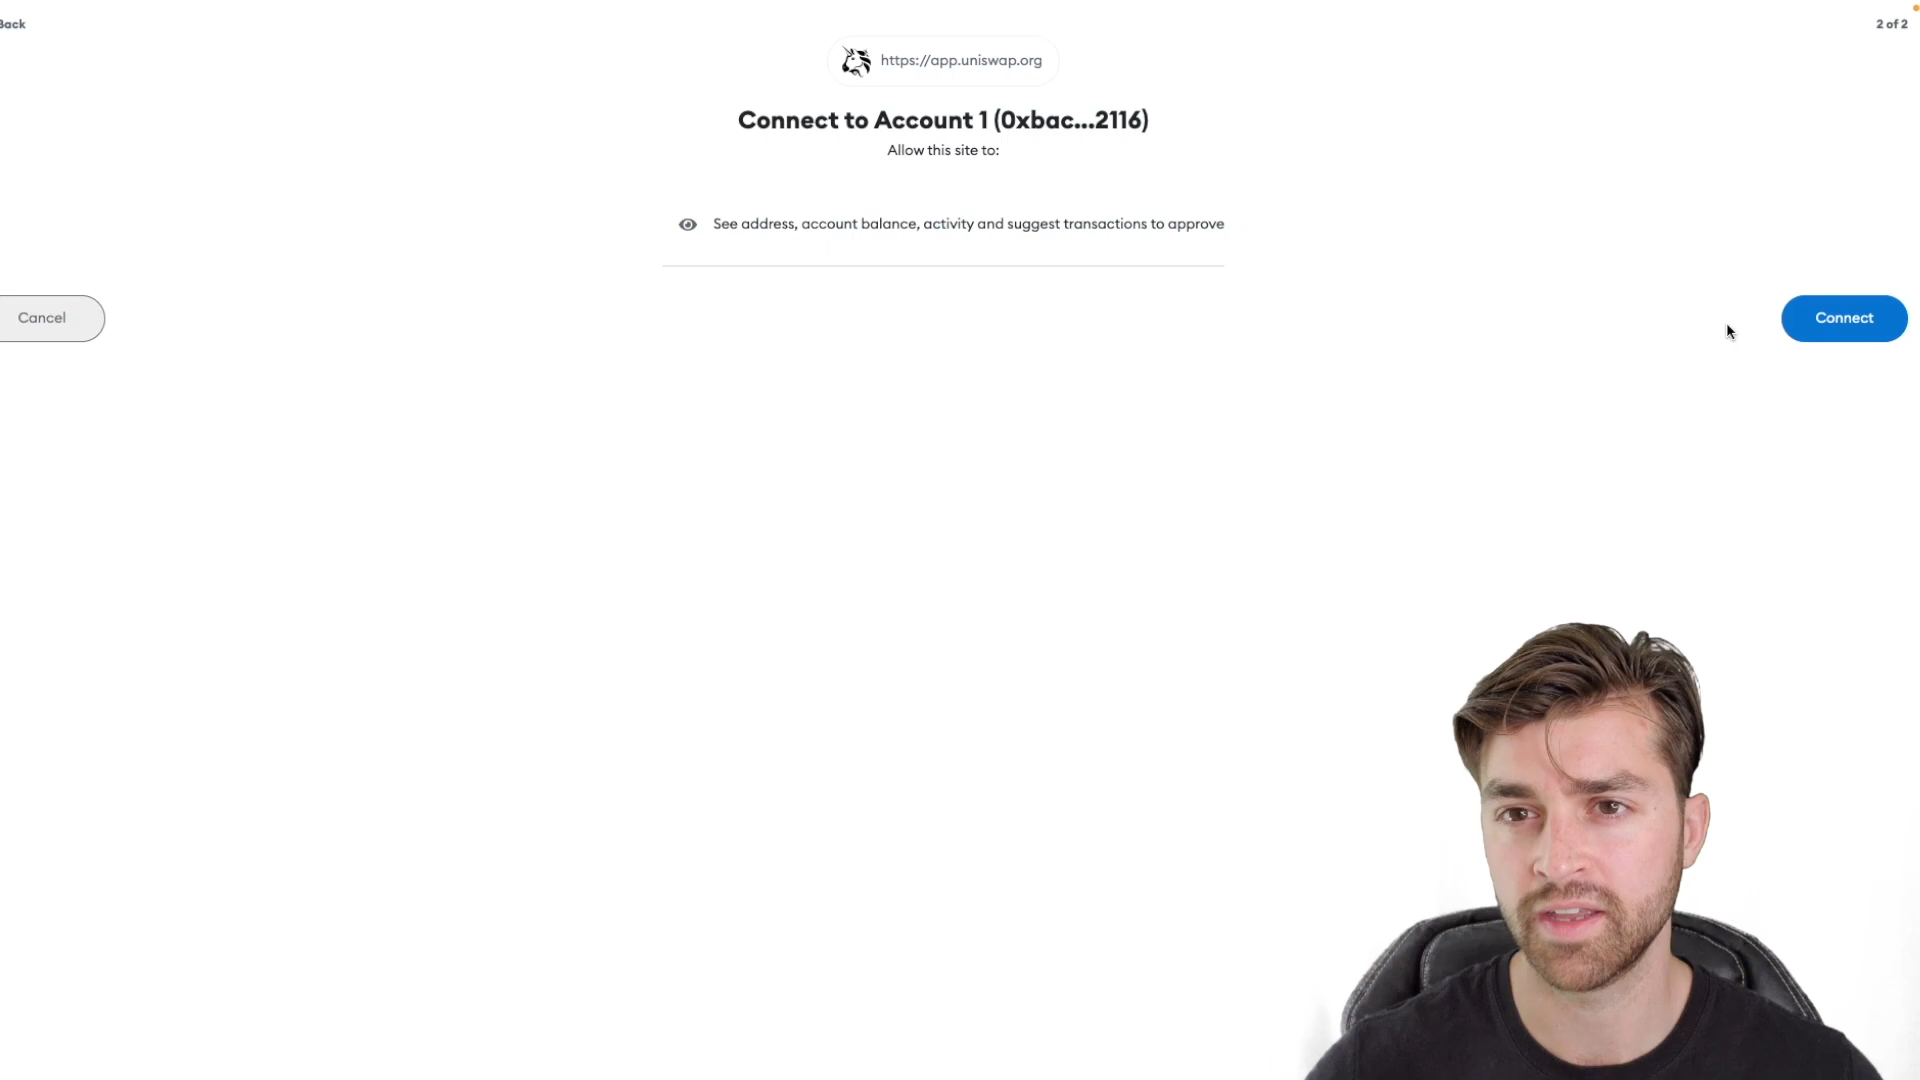 Back
2 of 2
https://app.uniswap.org
Connect to Account 1 (0xbac...2116)
Allow this site to:
See address, account balance, activity and suggest transactions to approve
Cancel
Connect